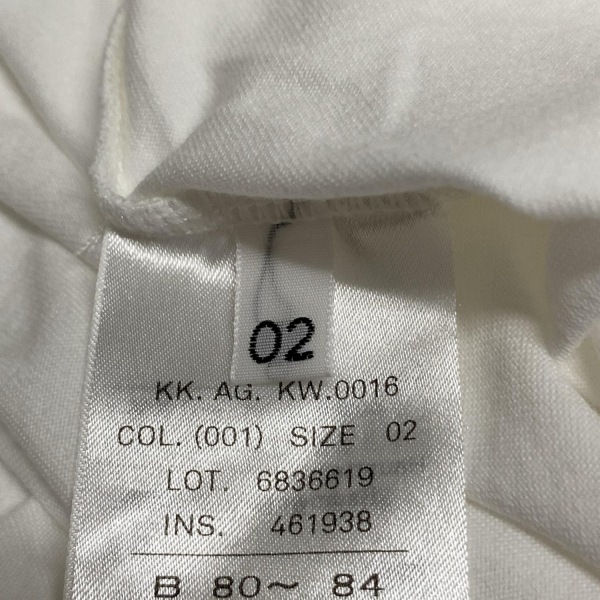 02
KK. AG. KW.0016
COL. (001) SIZE 02
LOT. 6836619
INS. 461938
B 80~ 84